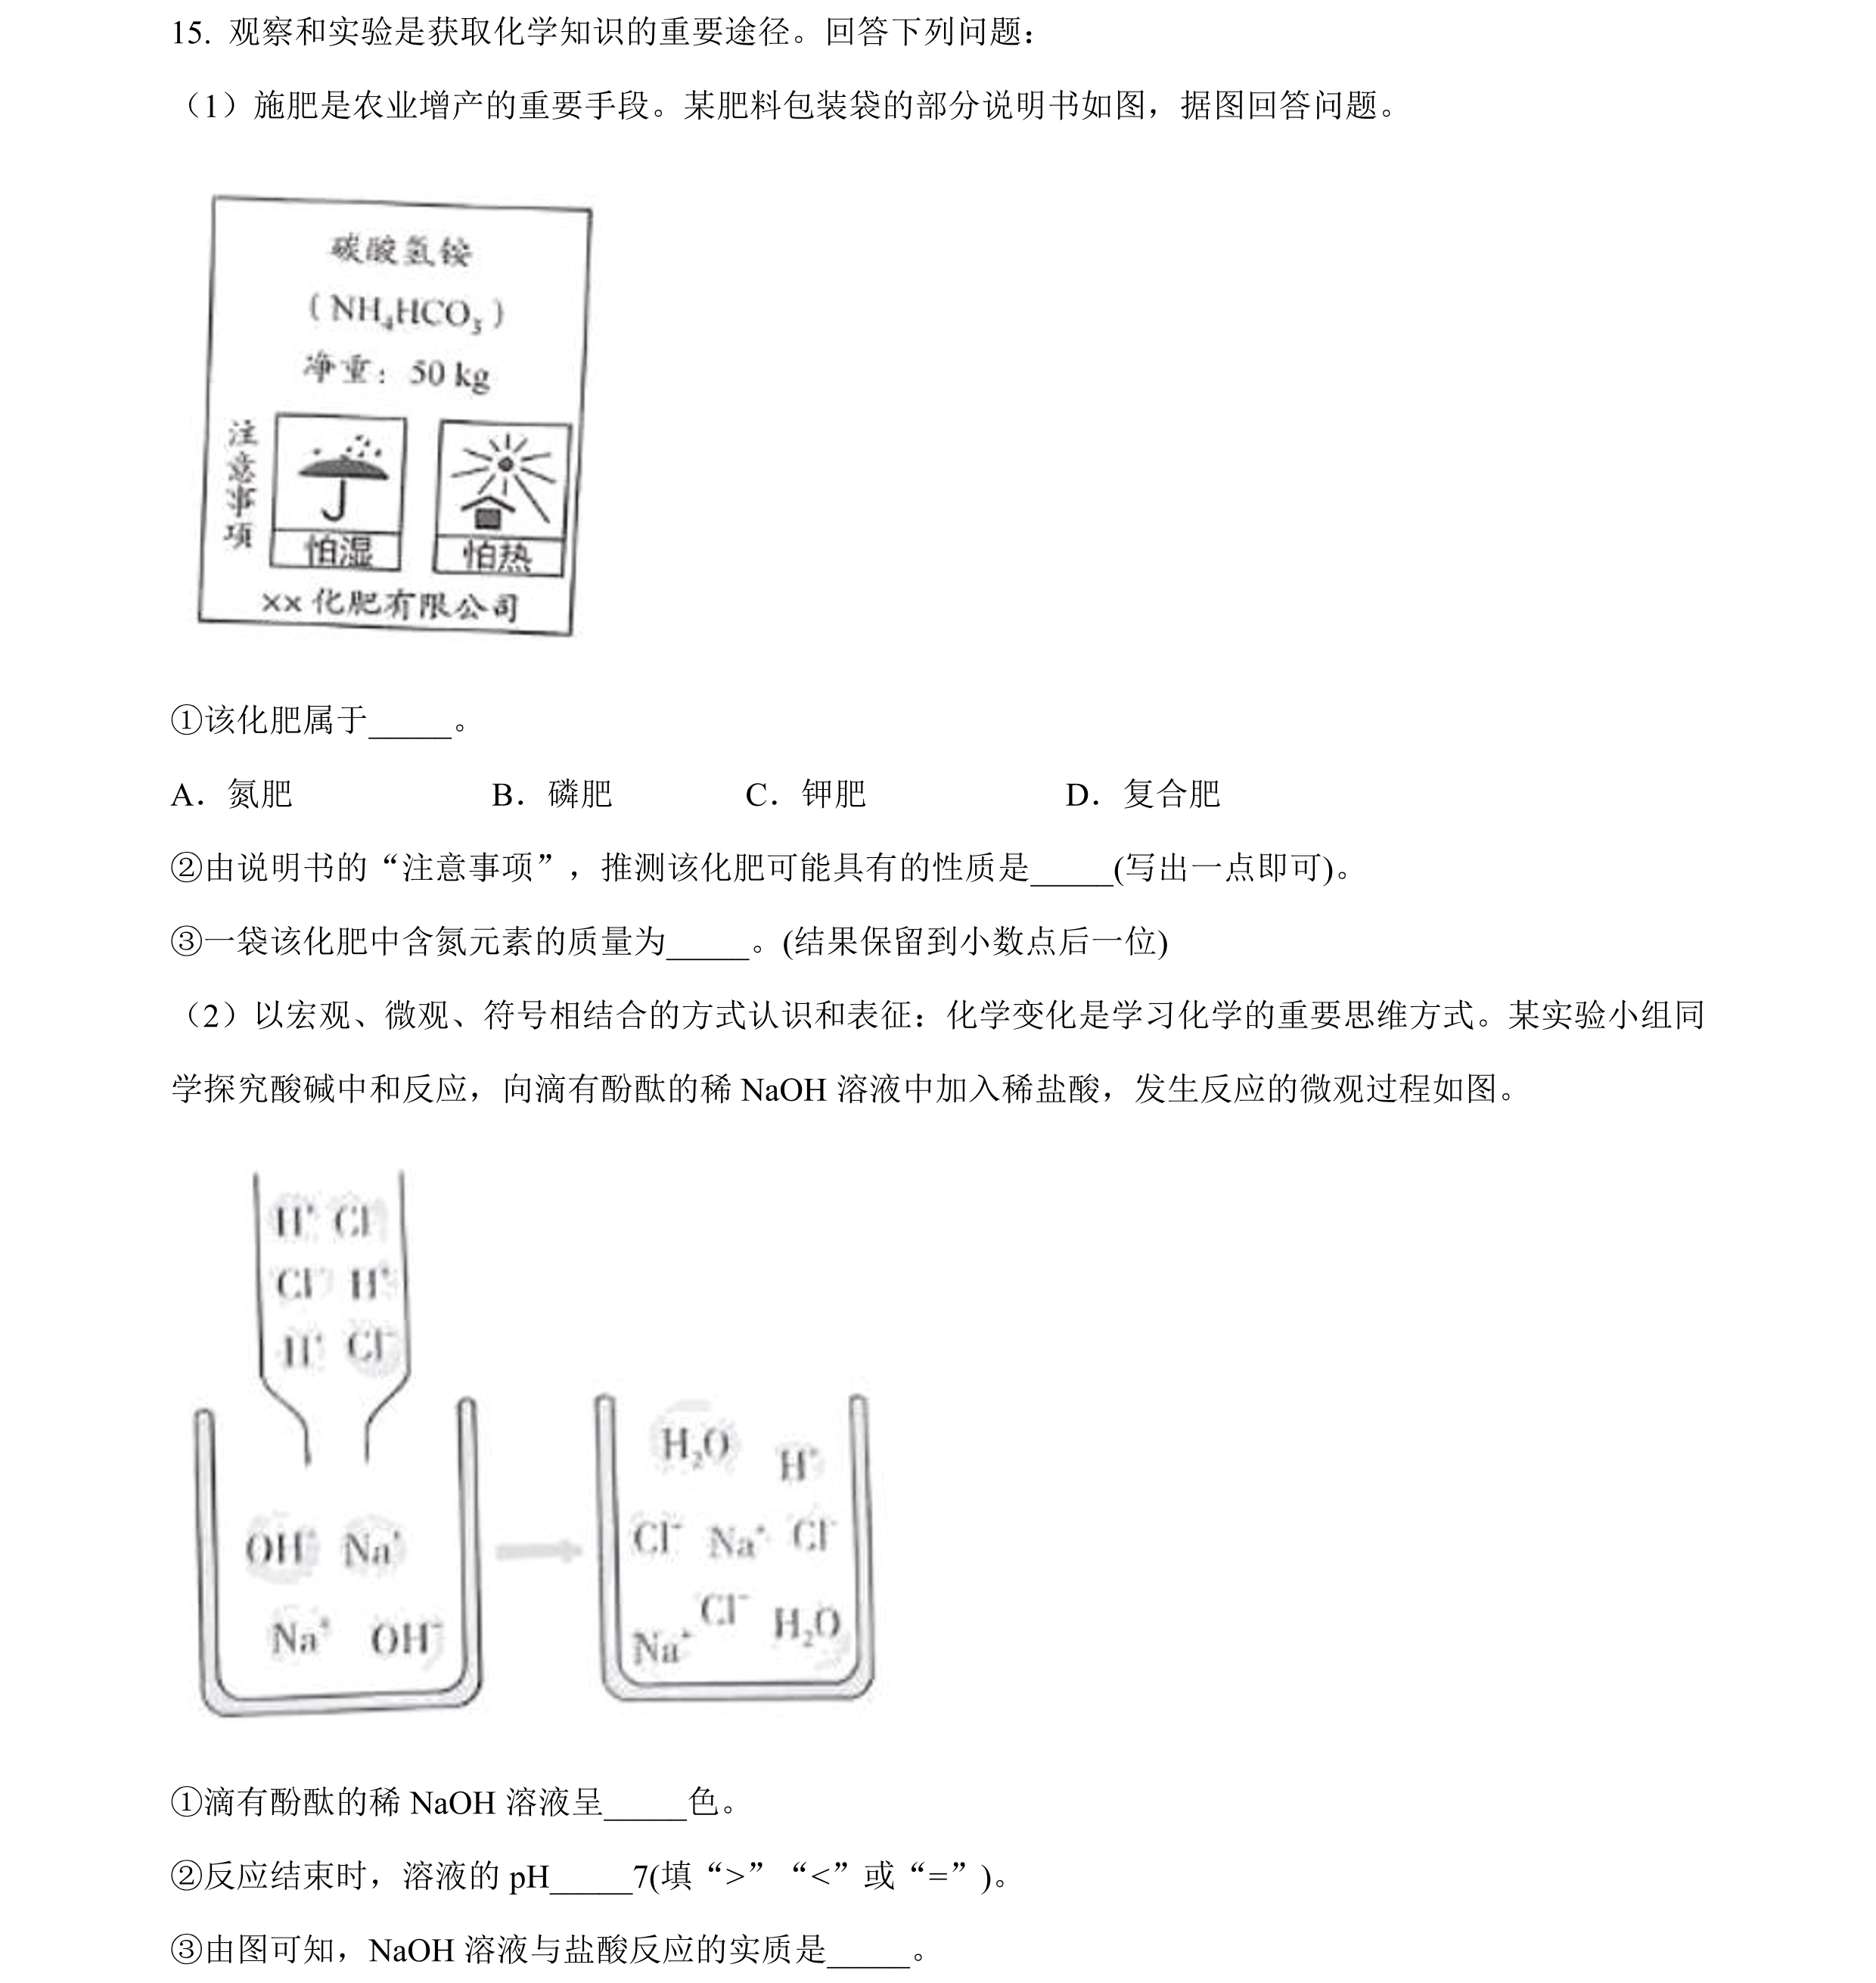 15. 观察和实验是获取化学知识的重要途径。回答下列问题：
（1）施肥是农业增产的重要手段。某肥料包装袋的部分说明书如图，据图回答问题。
碳酸氢铵
(NH₄HCO₃)
净重：50 kg
注意事项
怕湿
怕热
××化肥有限公司
①该化肥属于_____。
A．氮肥 B．磷肥 C．钾肥 D．复合肥
②由说明书的“注意事项”，推测该化肥可能具有的性质是_____(写出一点即可)。
③一袋该化肥中含氮元素的质量为_____。(结果保留到小数点后一位)
（2）以宏观、微观、符号相结合的方式认识和表征：化学变化是学习化学的重要思维方式。某实验小组同
学探究酸碱中和反应，向滴有酚酞的稀 NaOH 溶液中加入稀盐酸，发生反应的微观过程如图。
H⁺ Cl⁻
Cl⁻ H⁺
H⁺ Cl⁻
OH⁻ Na⁺
Na⁺ OH⁻
H₂O H⁺
Cl⁻ Na⁺ Cl⁻
Na⁺ Cl⁻ H₂O
①滴有酚酞的稀 NaOH 溶液呈_____色。
②反应结束时，溶液的 pH_____7(填“>”“<”或“=”)。
③由图可知，NaOH 溶液与盐酸反应的实质是_____。